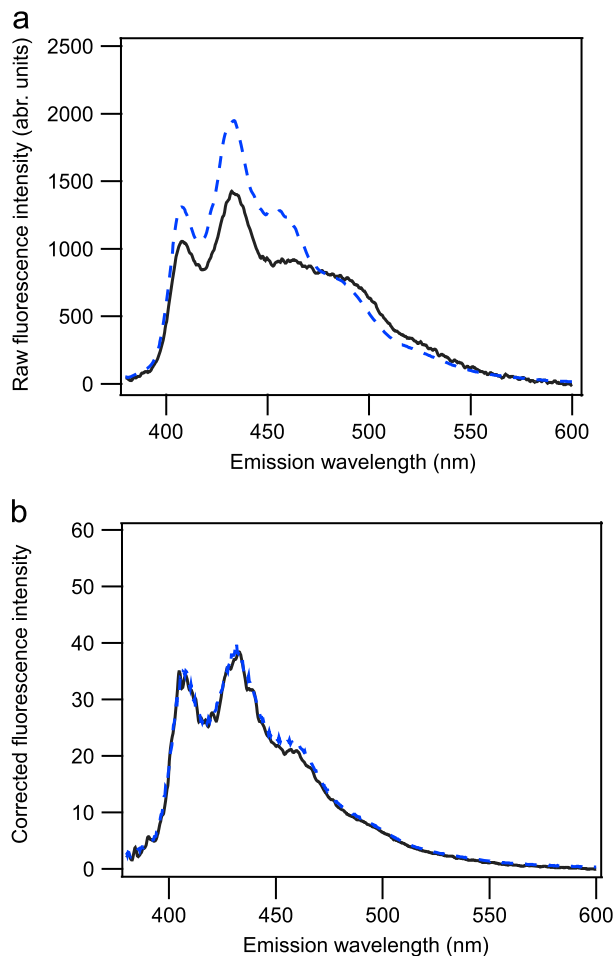 a
Raw fluorescence intensity (abr. units)
2500
2000
1500
1000
500
0
400 450 500 550 600
Emission wavelength (nm)
b
Corrected fluorescence intensity
60
50
40
30
20
10
0
400 450 500 550 600
Emission wavelength (nm)